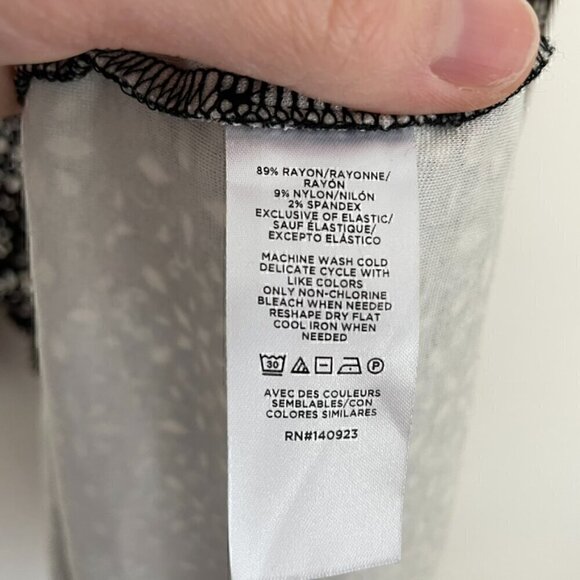 89% RAYON/RAYONNE/
RAYÓN
9% NYLON/NILÓN
2% SPANDEX
EXCLUSIVE OF ELASTIC/
SAUF ÉLASTIQUE/
EXCEPTO ELÁSTICO
MACHINE WASH COLD
DELICATE CYCLE WITH
LIKE COLORS
ONLY NON-CHLORINE
BLEACH WHEN NEEDED
RESHAPE DRY FLAT
COOL IRON WHEN
NEEDED
30 P
AVEC DES COULEURS
SEMBLABLES/CON
COLORES SIMILARES
RN#140923